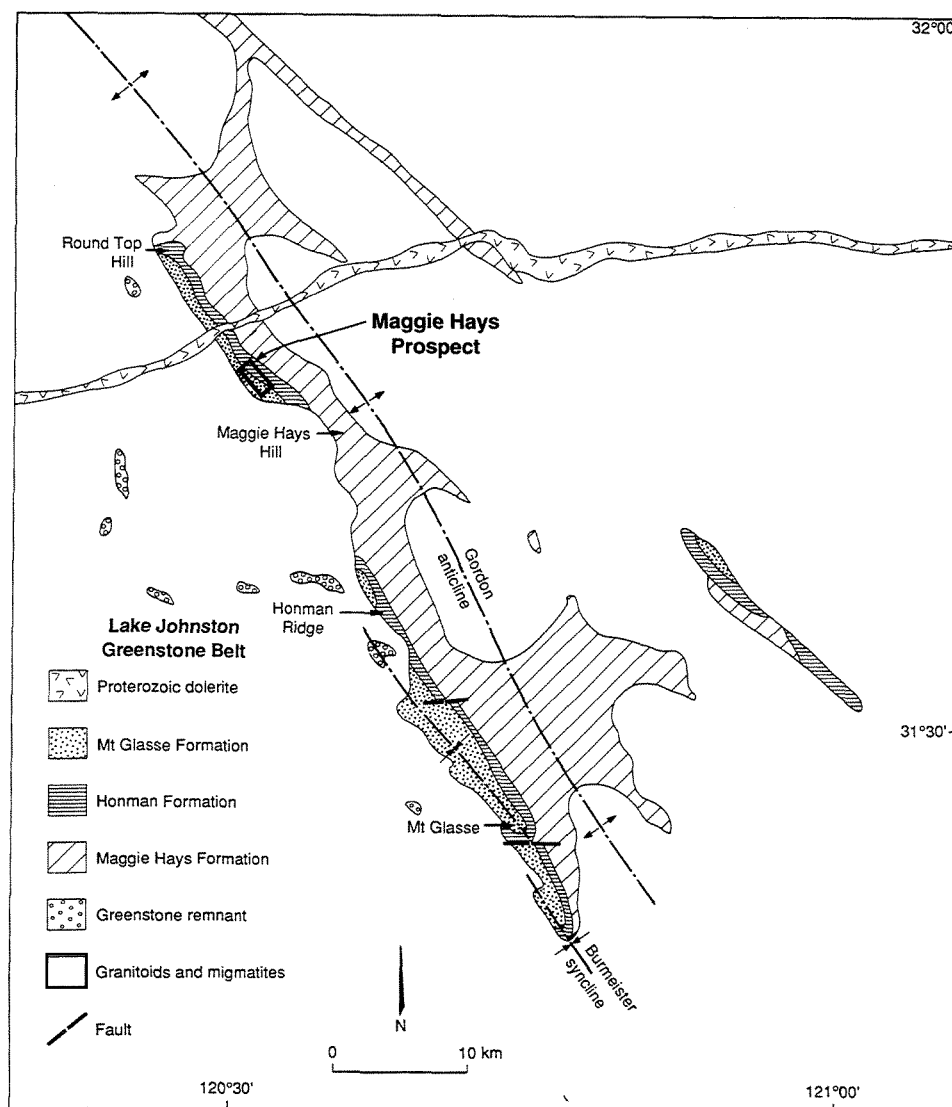 32°00
Round Top
Hill
Maggie Hays
Prospect
Maggie Hays
Hill
Gordon
anticline
Honman
Ridge
Lake Johnston
Greenstone Belt
Proterozoic dolerite
Mt Glasse Formation
31°30'
Honman Formation
Mt Glasse
Maggie Hays Formation
Greenstone remnant
Granitoids and migmatites
Burmeister
syncline
Fault
N
0 10 km
120°30'
121°00'